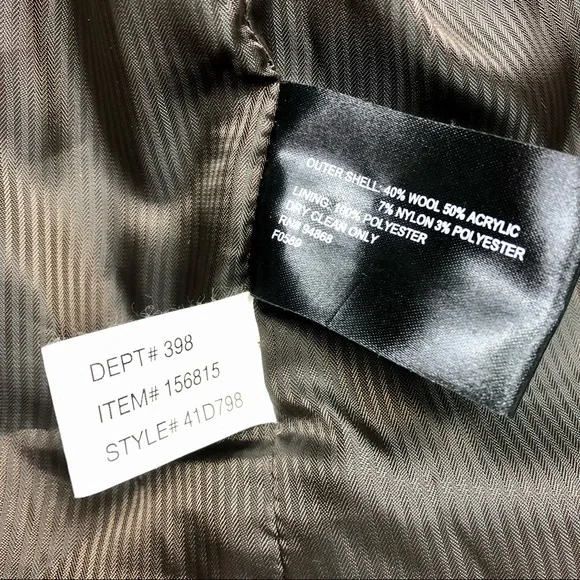 OUTER SHELL: 40% WOOL 50% ACRYLIC
7% NYLON 3% POLYESTER
LINING: 100% POLYESTER
DRY CLEAN ONLY
RN# 94868
F0589
DEPT# 398
ITEM# 156815
STYLE# 41D798